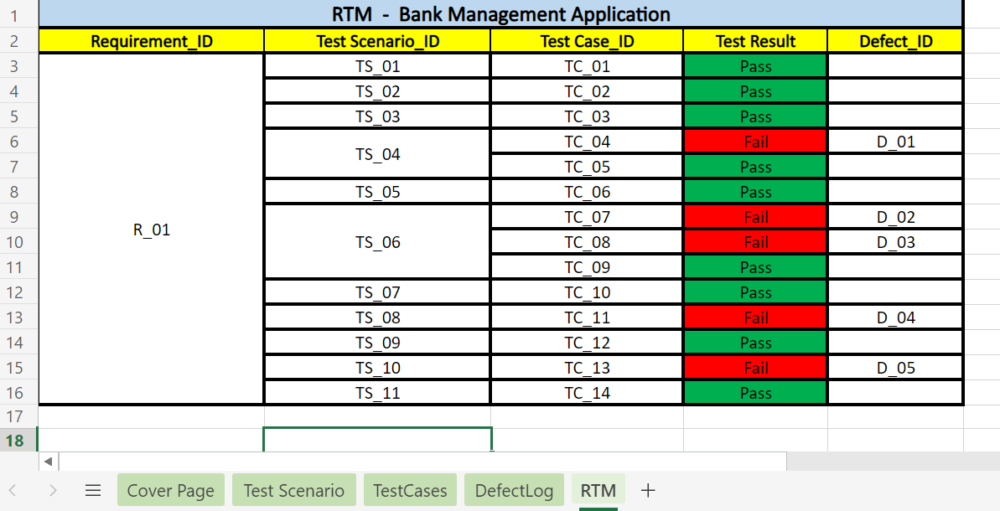 1 RTM - Bank Management Application
2 Requirement_ID Test Scenario_ID Test Case_ID Test Result Defect_ID
3 TS_01 TC_01 Pass
4 TS_02 TC_02 Pass
5 TS_03 TC_03 Pass
6 TC_04 Fail D_01
TS_04
7 TC_05 Pass
8 TS_05 TC_06 Pass
9 TC_07 Fail D_02
R_01
10 TS_06 TC_08 Fail D_03
11 TC_09 Pass
12 TS_07 TC_10 Pass
13 TS_08 TC_11 Fail D_04
14 TS_09 TC_12 Pass
15 TS_10 TC_13 Fail D_05
16 TS_11 TC_14 Pass
17
18
Cover Page Test Scenario TestCases DefectLog RTM